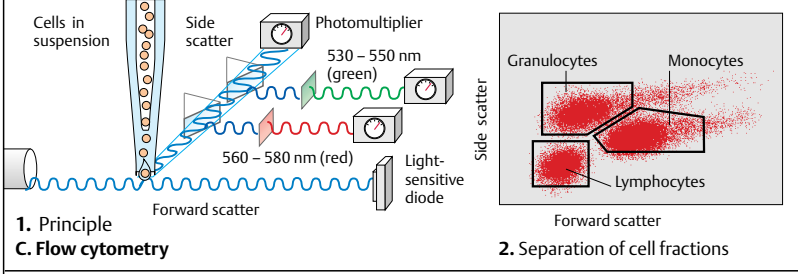 Cells in
suspension
Side
scatter
Photomultiplier
530 – 550 nm
(green)
560 – 580 nm (red)
Light-
sensitive
diode
Forward scatter
1. Principle
C. Flow cytometry
Granulocytes
Monocytes
Side scatter
Lymphocytes
Forward scatter
2. Separation of cell fractions